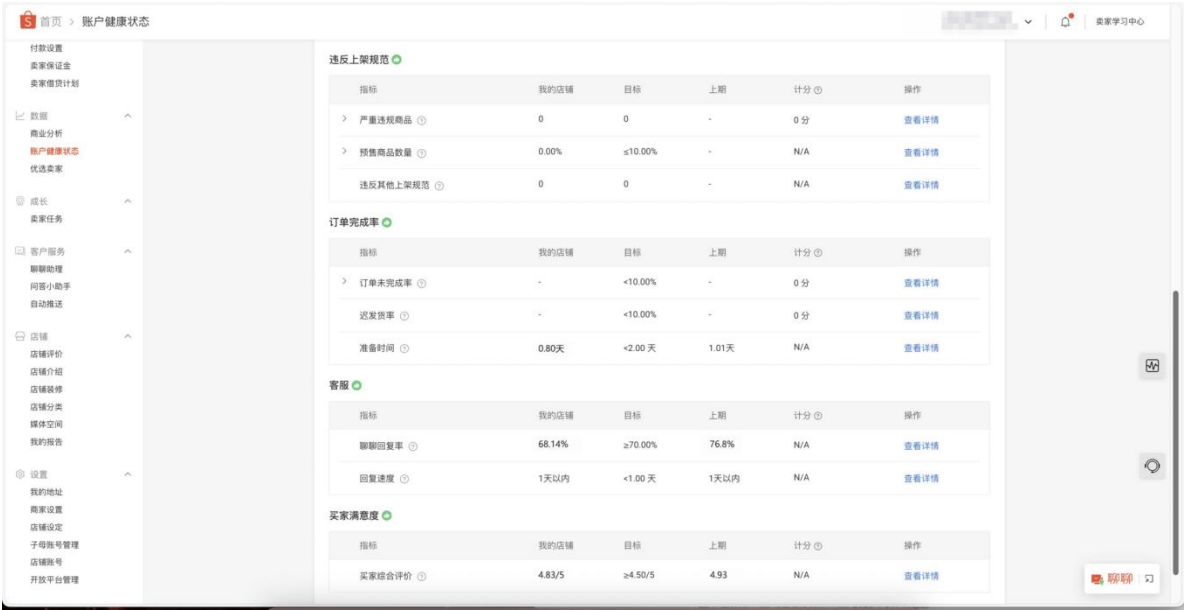 首页 > 账户健康状态
卖家学习中心
付款设置
卖家保证金
卖家借贷计划
数据
商业分析
账户健康状态
优选卖家
成长
卖家任务
客户服务
聊聊助理
问答小助手
自动推送
店铺
店铺评价
店铺介绍
店铺装修
店铺分类
媒体空间
我的报告
设置
我的地址
商家设置
店铺设定
子母账号管理
店铺账号
开放平台管理
违反上架规范
指标 我的店铺 目标 上期 计分 操作
严重违规商品 0 0 - 0 分 查看详情
预售商品数量 0.00% ≤10.00% - N/A 查看详情
违反其他上架规范 0 0 - N/A 查看详情
订单完成率
指标 我的店铺 目标 上期 计分 操作
订单未完成率 - <10.00% - 0 分 查看详情
迟发货率 - <10.00% - 0 分 查看详情
准备时间 0.80天 <2.00 天 1.01天 N/A 查看详情
客服
指标 我的店铺 目标 上期 计分 操作
聊聊回复率 68.14% ≥70.00% 76.8% N/A 查看详情
回复速度 1天以内 <1.00 天 1天以内 N/A 查看详情
买家满意度
指标 我的店铺 目标 上期 计分 操作
买家综合评价 4.83/5 ≥4.50/5 4.93 N/A 查看详情
聊聊